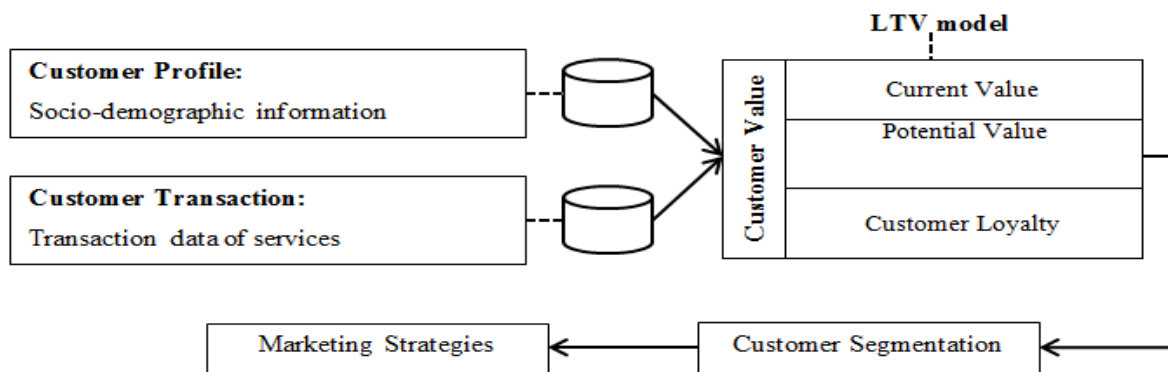 LTV model
Customer Profile:
Socio-demographic information
Customer Transaction:
Transaction data of services
Customer Value
Current Value
Potential Value
Customer Loyalty
Marketing Strategies
Customer Segmentation